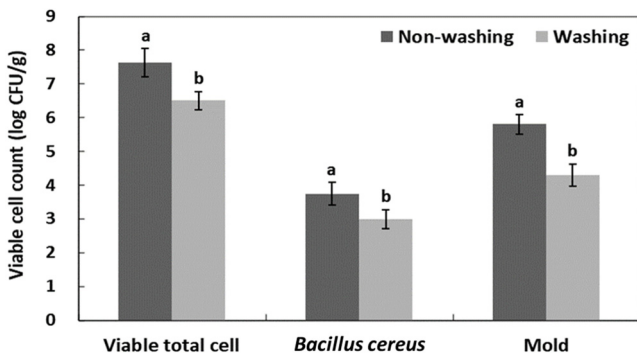 Viable cell count (log CFU/g)
9
8
7
6
5
4
3
2
1
0
Non-washing
Washing
a
b
a
b
a
b
Viable total cell
Bacillus cereus
Mold